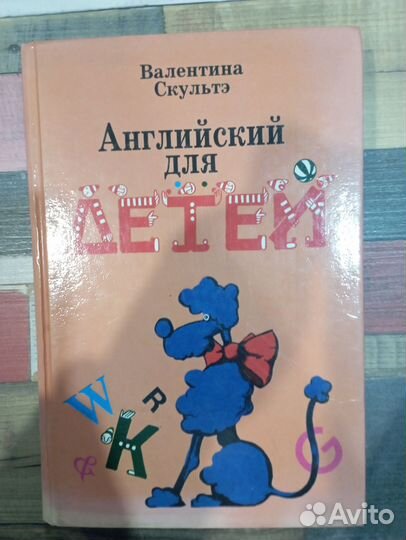 Валентина
Скультэ
Английский
для
ДЕТЕЙ
W
R
K
G
&
Avito